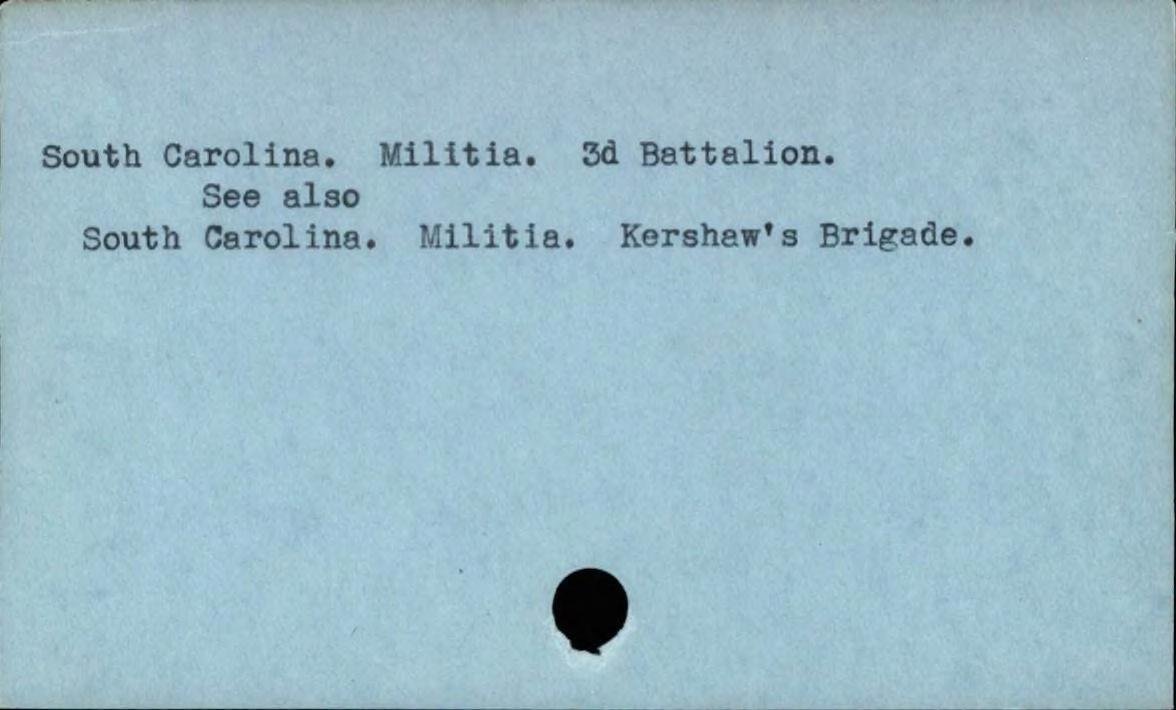 South Carolina. Militia. 3d Battalion.
See also
South Carolina. Militia. Kershaw's Brigade.